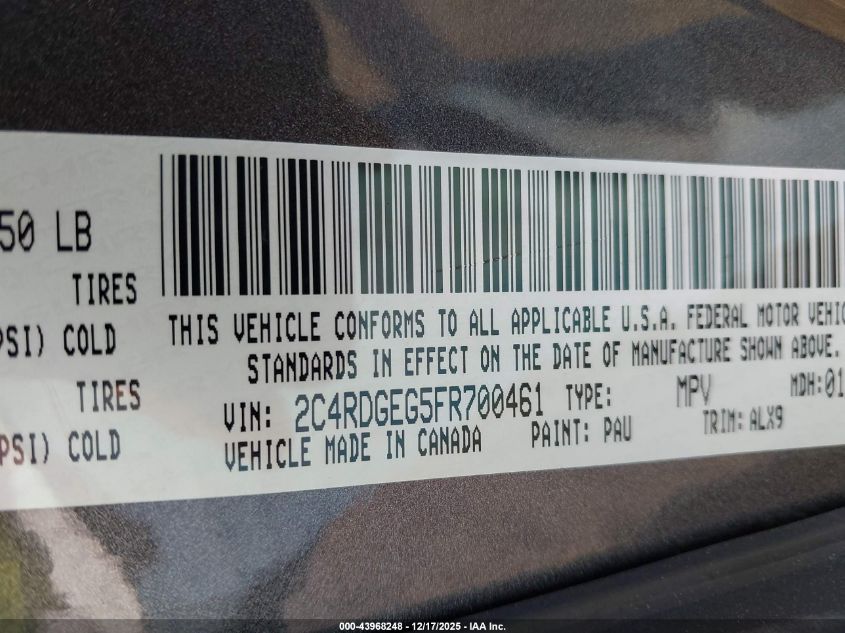 50 LB
TIRES
PSI) COLD
TIRES
PSI) COLD
THIS VEHICLE CONFORMS TO ALL APPLICABLE U.S.A. FEDERAL MOTOR VEHIC
STANDARDS IN EFFECT ON THE DATE OF MANUFACTURE SHOWN ABOVE.
VIN: 2C4RDGEG5FR700461 TYPE: MPV MDH:01
VEHICLE MADE IN CANADA PAINT: PAU TRIM: ALX9
000-43968248 - 12/17/2025 - IAA Inc.